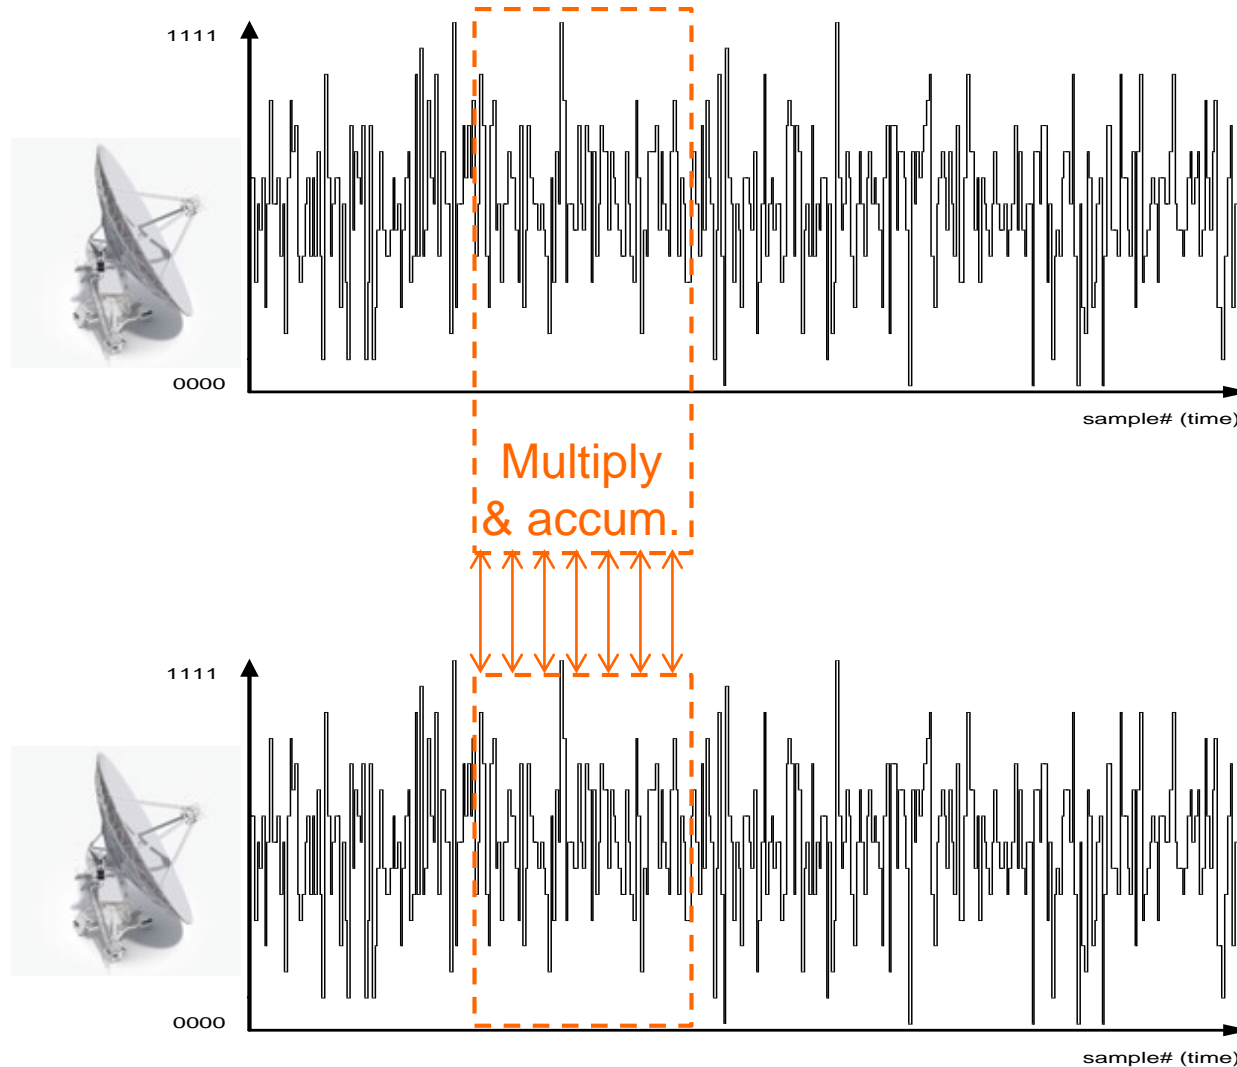 1111
0000
sample# (time)
Multiply
& accum.
1111
0000
sample# (time)